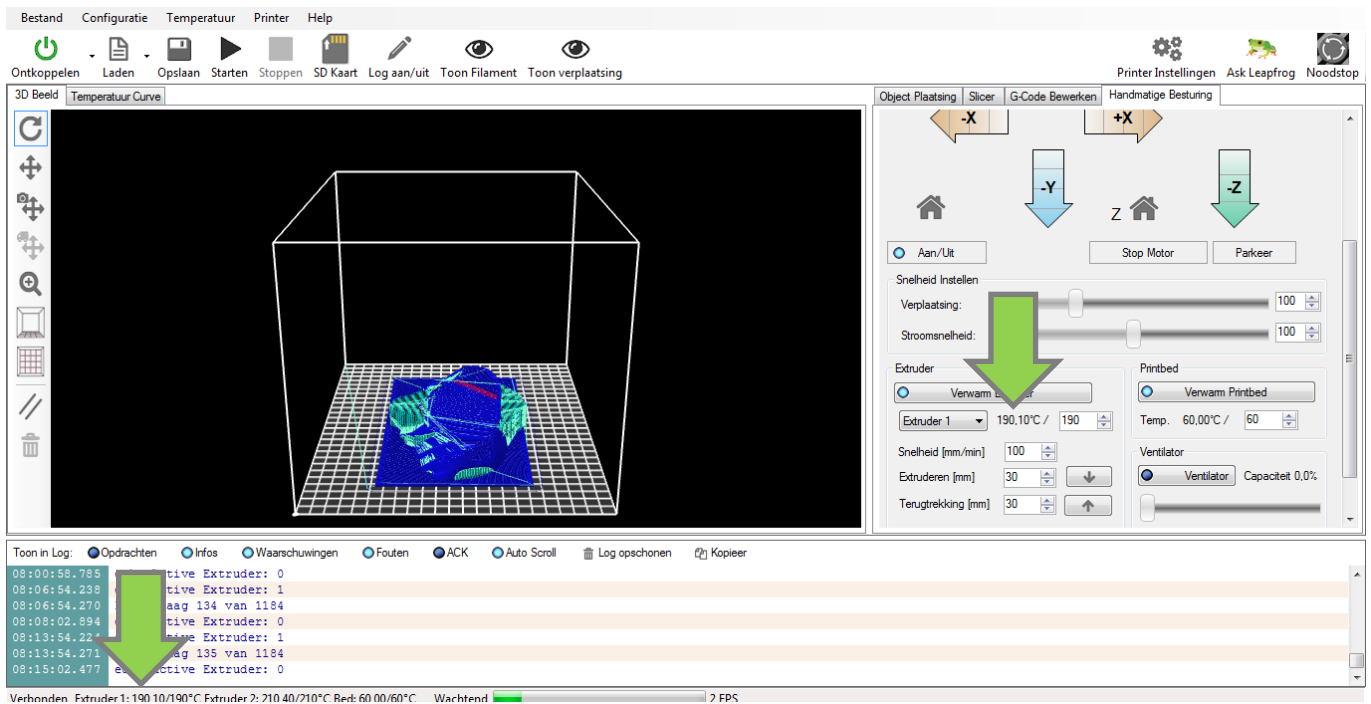 Bestand Configuratie Temperatuur Printer Help
Ontkoppelen Laden Opslaan Starten Stoppen SD Kaart Log aan/uit Toon Filament Toon verplaatsing Printer Instellingen Ask Leapfrog Noodstop
3D Beeld Temperatuur Curve
Object Plaatsing Slicer G-Code Bewerken Handmatige Besturing
-X +X
-Y -Z
Z
Aan/Uit Stop Motor Parkeer
Snelheid Instellen
Verplaatsing: 100
Stroomsnelheid: 100
Extruder Printbed
Verwarm Verwarm Printbed
Extruder 1 190,10°C / 190 Temp. 60,00°C / 60
Snelheid [mm/min] 100 Ventilator
Extruderen [mm] 30 Ventilator Capaciteit 0,0%
Terugtrekking [mm] 30
Toon in Log: Opdrachten Infos Waarschuwingen Fouten ACK Auto Scroll Log opschonen Kopieer
08:00:58.785 tive Extruder: 0
08:06:54.238 tive Extruder: 1
08:06:54.270 aag 134 van 1184
08:08:02.894 tive Extruder: 0
08:13:54.224 tive Extruder: 1
08:13:54.271 ag 135 van 1184
08:15:02.477 tive Extruder: 0
Verbonden Extruder 1: 190,10/190°C Extruder 2: 210,40/210°C Bed: 60,00/60°C Wachtend 2 FPS